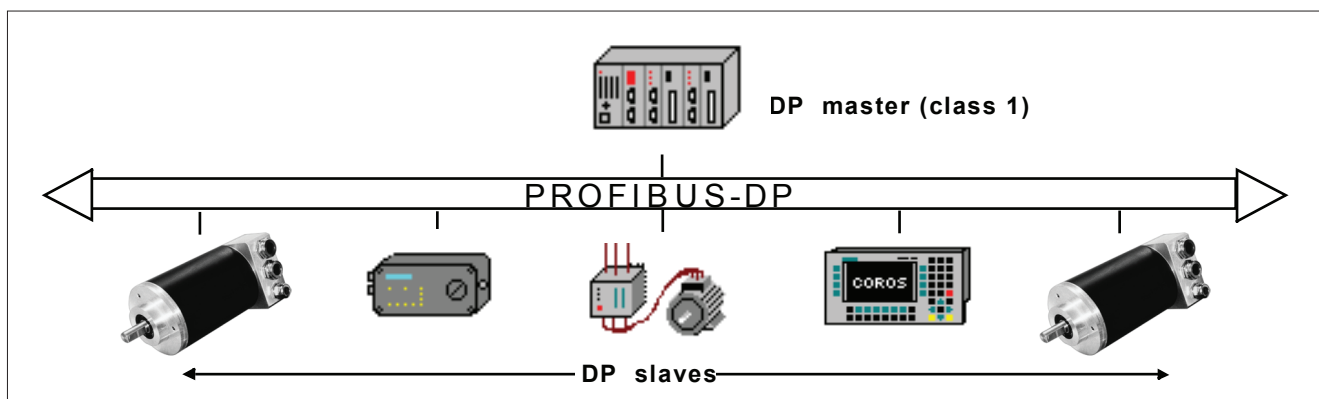 DP master (class 1)
PROFIBUS-DP
COROS
DP slaves